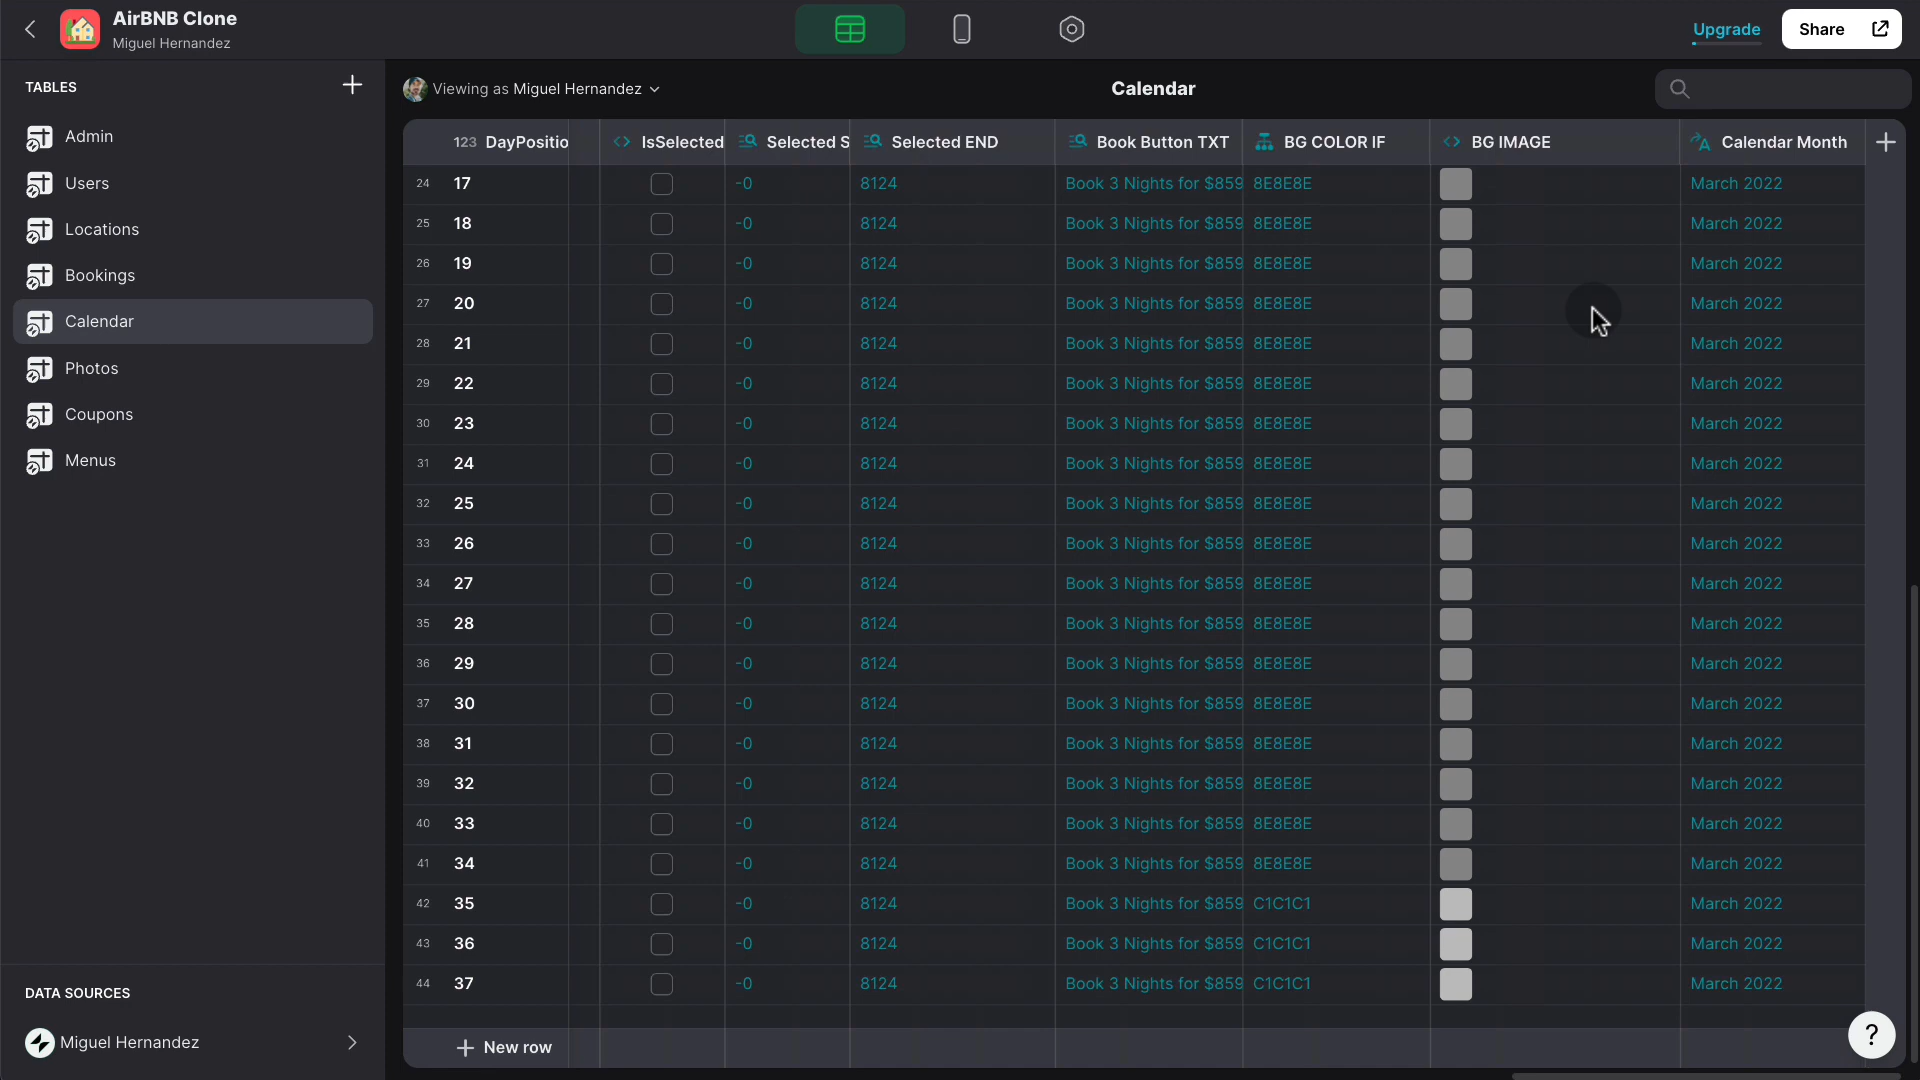 AirBNB Clone
Miguel Hernandez
Upgrade
Share
TABLES
Admin
Users
Locations
Bookings
Calendar
Photos
Coupons
Menus
DATA SOURCES
Miguel Hernandez
Viewing as Miguel Hernandez
Calendar
123 DayPositio IsSelected Selected S Selected END Book Button TXT BG COLOR IF BG IMAGE Calendar Month
24 17 -0 8124 Book 3 Nights for $859 8E8E8E March 2022
25 18 -0 8124 Book 3 Nights for $859 8E8E8E March 2022
26 19 -0 8124 Book 3 Nights for $859 8E8E8E March 2022
27 20 -0 8124 Book 3 Nights for $859 8E8E8E March 2022
28 21 -0 8124 Book 3 Nights for $859 8E8E8E March 2022
29 22 -0 8124 Book 3 Nights for $859 8E8E8E March 2022
30 23 -0 8124 Book 3 Nights for $859 8E8E8E March 2022
31 24 -0 8124 Book 3 Nights for $859 8E8E8E March 2022
32 25 -0 8124 Book 3 Nights for $859 8E8E8E March 2022
33 26 -0 8124 Book 3 Nights for $859 8E8E8E March 2022
34 27 -0 8124 Book 3 Nights for $859 8E8E8E March 2022
35 28 -0 8124 Book 3 Nights for $859 8E8E8E March 2022
36 29 -0 8124 Book 3 Nights for $859 8E8E8E March 2022
37 30 -0 8124 Book 3 Nights for $859 8E8E8E March 2022
38 31 -0 8124 Book 3 Nights for $859 8E8E8E March 2022
39 32 -0 8124 Book 3 Nights for $859 8E8E8E March 2022
40 33 -0 8124 Book 3 Nights for $859 8E8E8E March 2022
41 34 -0 8124 Book 3 Nights for $859 8E8E8E March 2022
42 35 -0 8124 Book 3 Nights for $859 C1C1C1 March 2022
43 36 -0 8124 Book 3 Nights for $859 C1C1C1 March 2022
44 37 -0 8124 Book 3 Nights for $859 C1C1C1 March 2022
New row
?